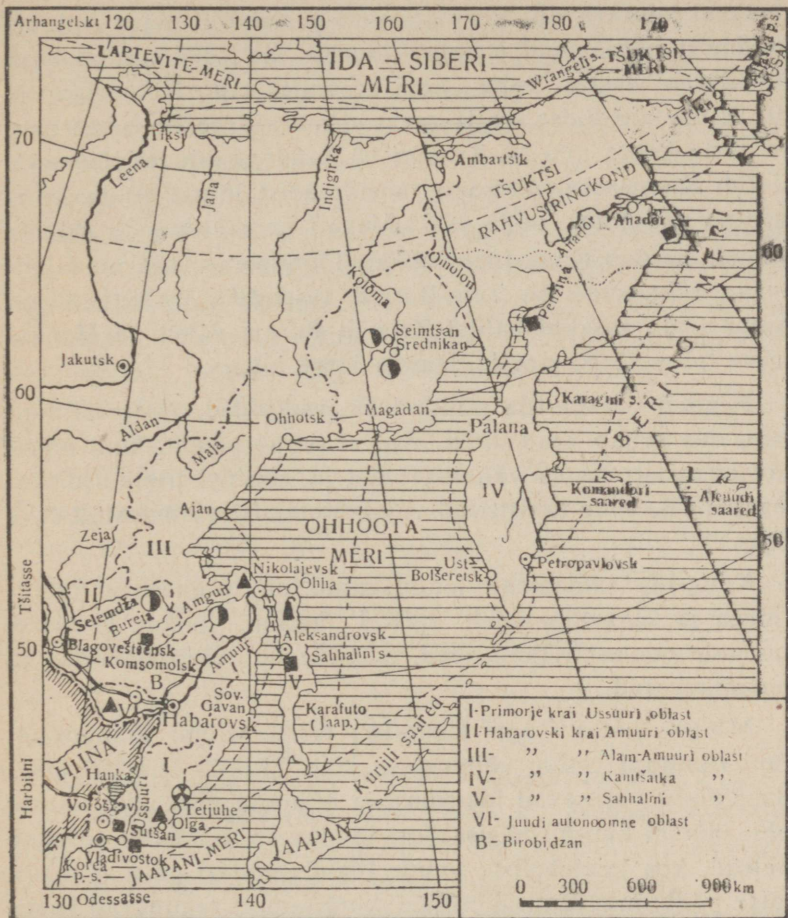 Arhangelski 120 130 140 150 160 170 180 170
LAPTEVITE-MERI
IDA-SIBERI
MERI
Wrangeli s.
TŠUKTŠI
MERI
Alaska p.s.
(USA)
Uelen
Tiksi
70
Ambartšik
Leena
Jana
Indigirka
TŠUKTŠI
RAHVUSRINGKOND
Anadõr
Anadõr
Omolon
Kolõma
Penžina
60
BERINGI MERI
Seimtšan
Srednikan
Jakutsk
60
Aldan
Maja
Ohhotsk
Magadan
Palana
Karagini s.
IV
Komandori
saared
Aleuudi
saared
Ajan
OHHOOTA
MERI
Zeja
III
50
Tšitasse
II
Nikolajevsk
Ohha
Ust
Bolšeretsk
Petropavlovsk
Selemdža
Bureja
Amgun
Blagoveštšensk
Komsomolsk
Amuur
Aleksandrovsk
Sahhalini s.
50
B
V
Sov.
Gavan
Habarovsk
Karafuto
(Jaap.)
Kuriili saared
HIINA
Harbiini
Hanka
Ussuuri
I
Tetjuhe
Olga
Sutšan
Vladivostok
Korea
p-s.
JAAPANI MERI
JAAPAN
130 Odessasse 140 150
I-Primorje krai Ussuuri oblast
II-Habarovski krai Amuuri oblast
III- " " Alam-Amuuri oblast
IV- " " Kamtšatka "
V- " " Sahhalini "
VI- Juudi autonoomne oblast
B- Birobidzan
0 300 600 900 km